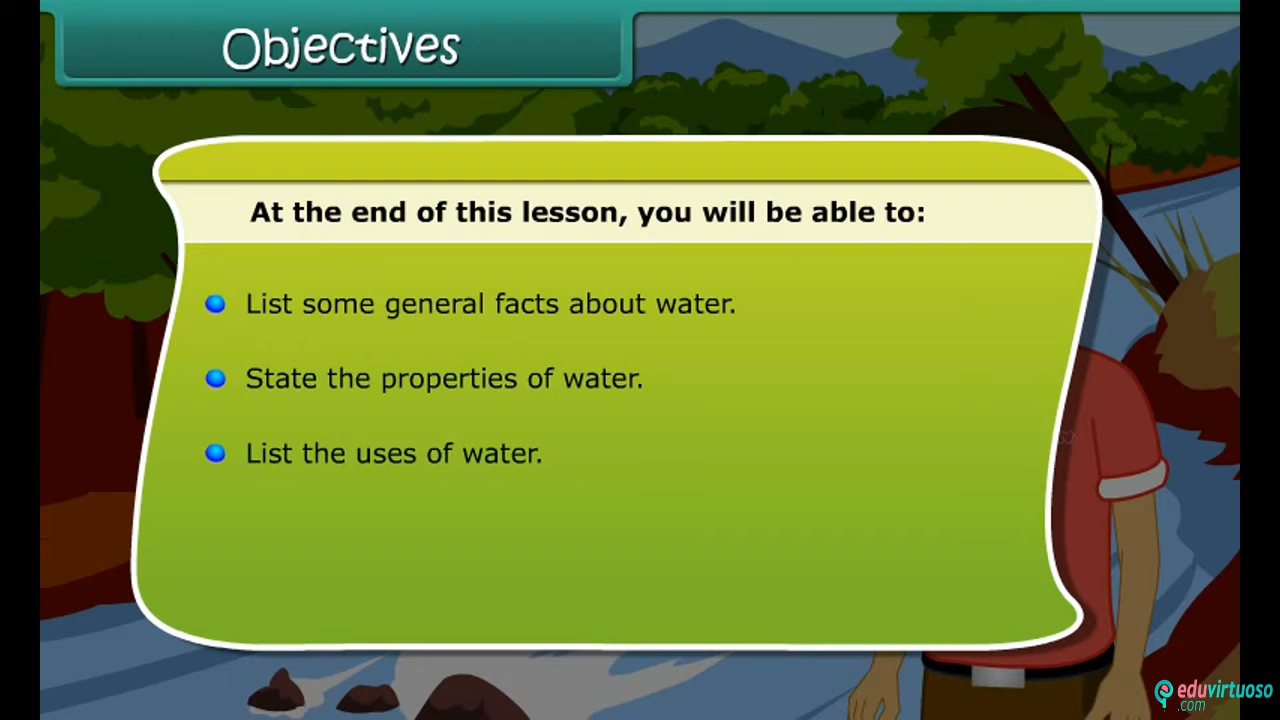 Objectives
At the end of this lesson, you will be able to:
List some general facts about water.
State the properties of water.
List the uses of water.
eduvirtuoso
.com